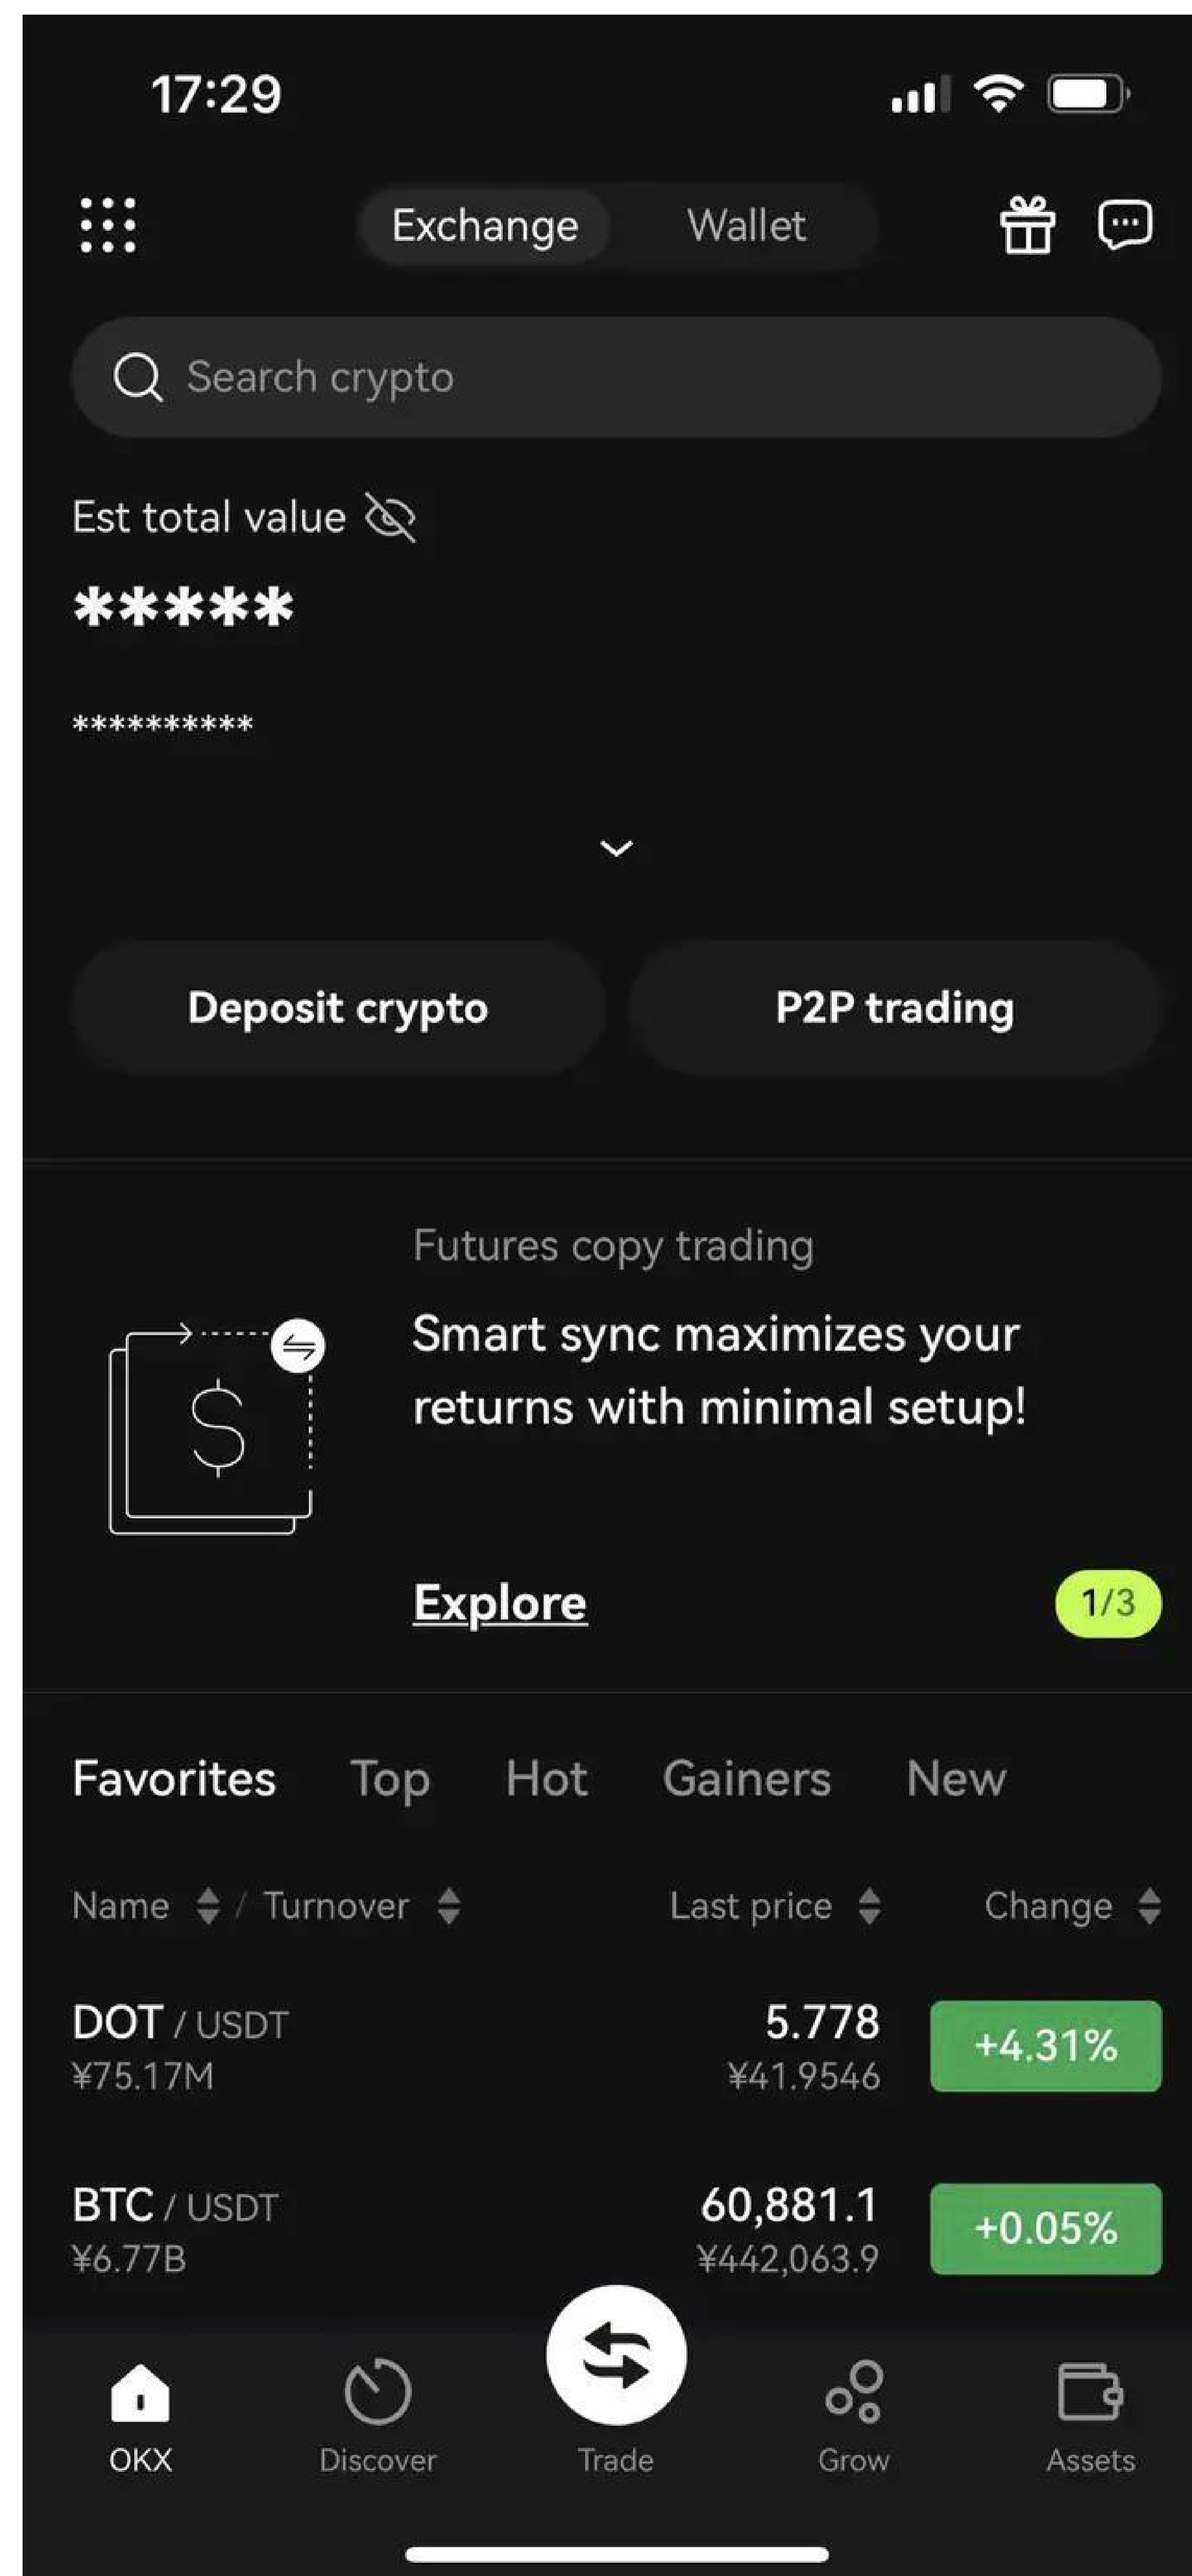 17:29
Exchange Wallet
Search crypto
Est total value
*****
**********
Deposit crypto P2P trading
Futures copy trading
Smart sync maximizes your
returns with minimal setup!
$
Explore 1/3
Favorites Top Hot Gainers New
Name / Turnover Last price Change
DOT / USDT 5.778 +4.31%
¥75.17M ¥41.9546
BTC / USDT 60,881.1 +0.05%
¥6.77B ¥442,063.9
OKX Discover Trade Grow Assets